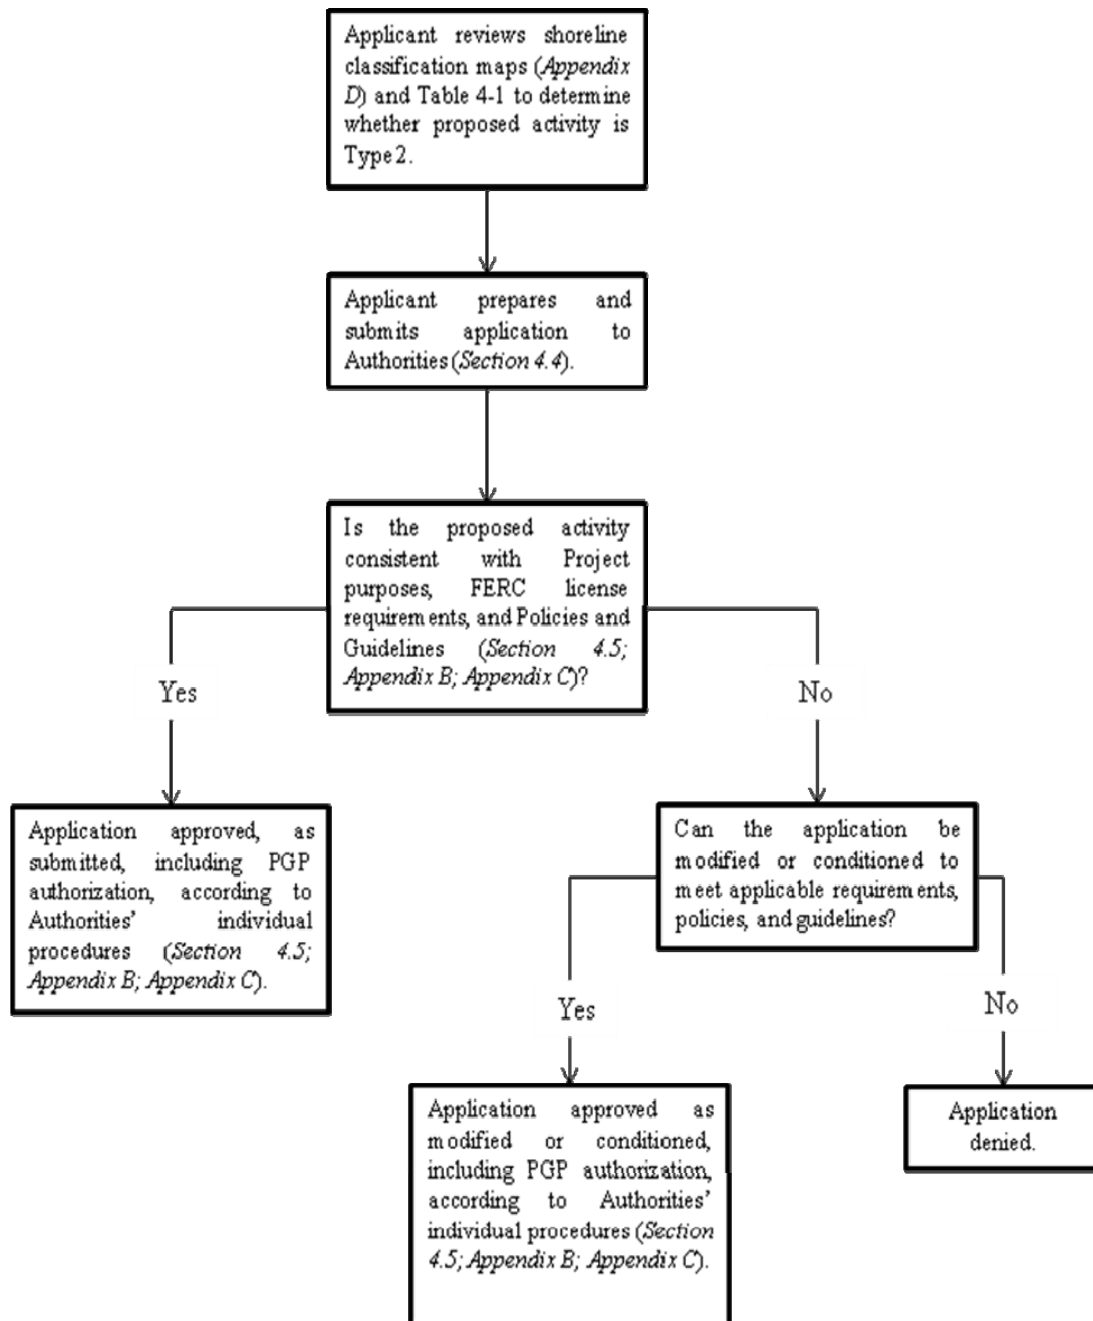 Applicant reviews shoreline
classification maps (Appendix
D) and Table 4-1 to determine
whether proposed activity is
Type 2.
Applicant prepares and
submits application to
Authorities (Section 4.4).
Is the proposed activity
consistent with Project
purposes, FERC license
requirements, and Policies and
Guidelines (Section 4.5;
Appendix B; Appendix C)?
Yes
No
Application approved, as
submitted, including PGP
authorization, according to
Authorities’ individual
procedures (Section 4.5;
Appendix B; Appendix C).
Can the application be
modified or conditioned to
meet applicable requirements,
policies, and guidelines?
Yes
No
Application approved as
modified or conditioned,
including PGP authorization,
according to Authorities’
individual procedures (Section
4.5; Appendix B; Appendix C).
Application
denied.